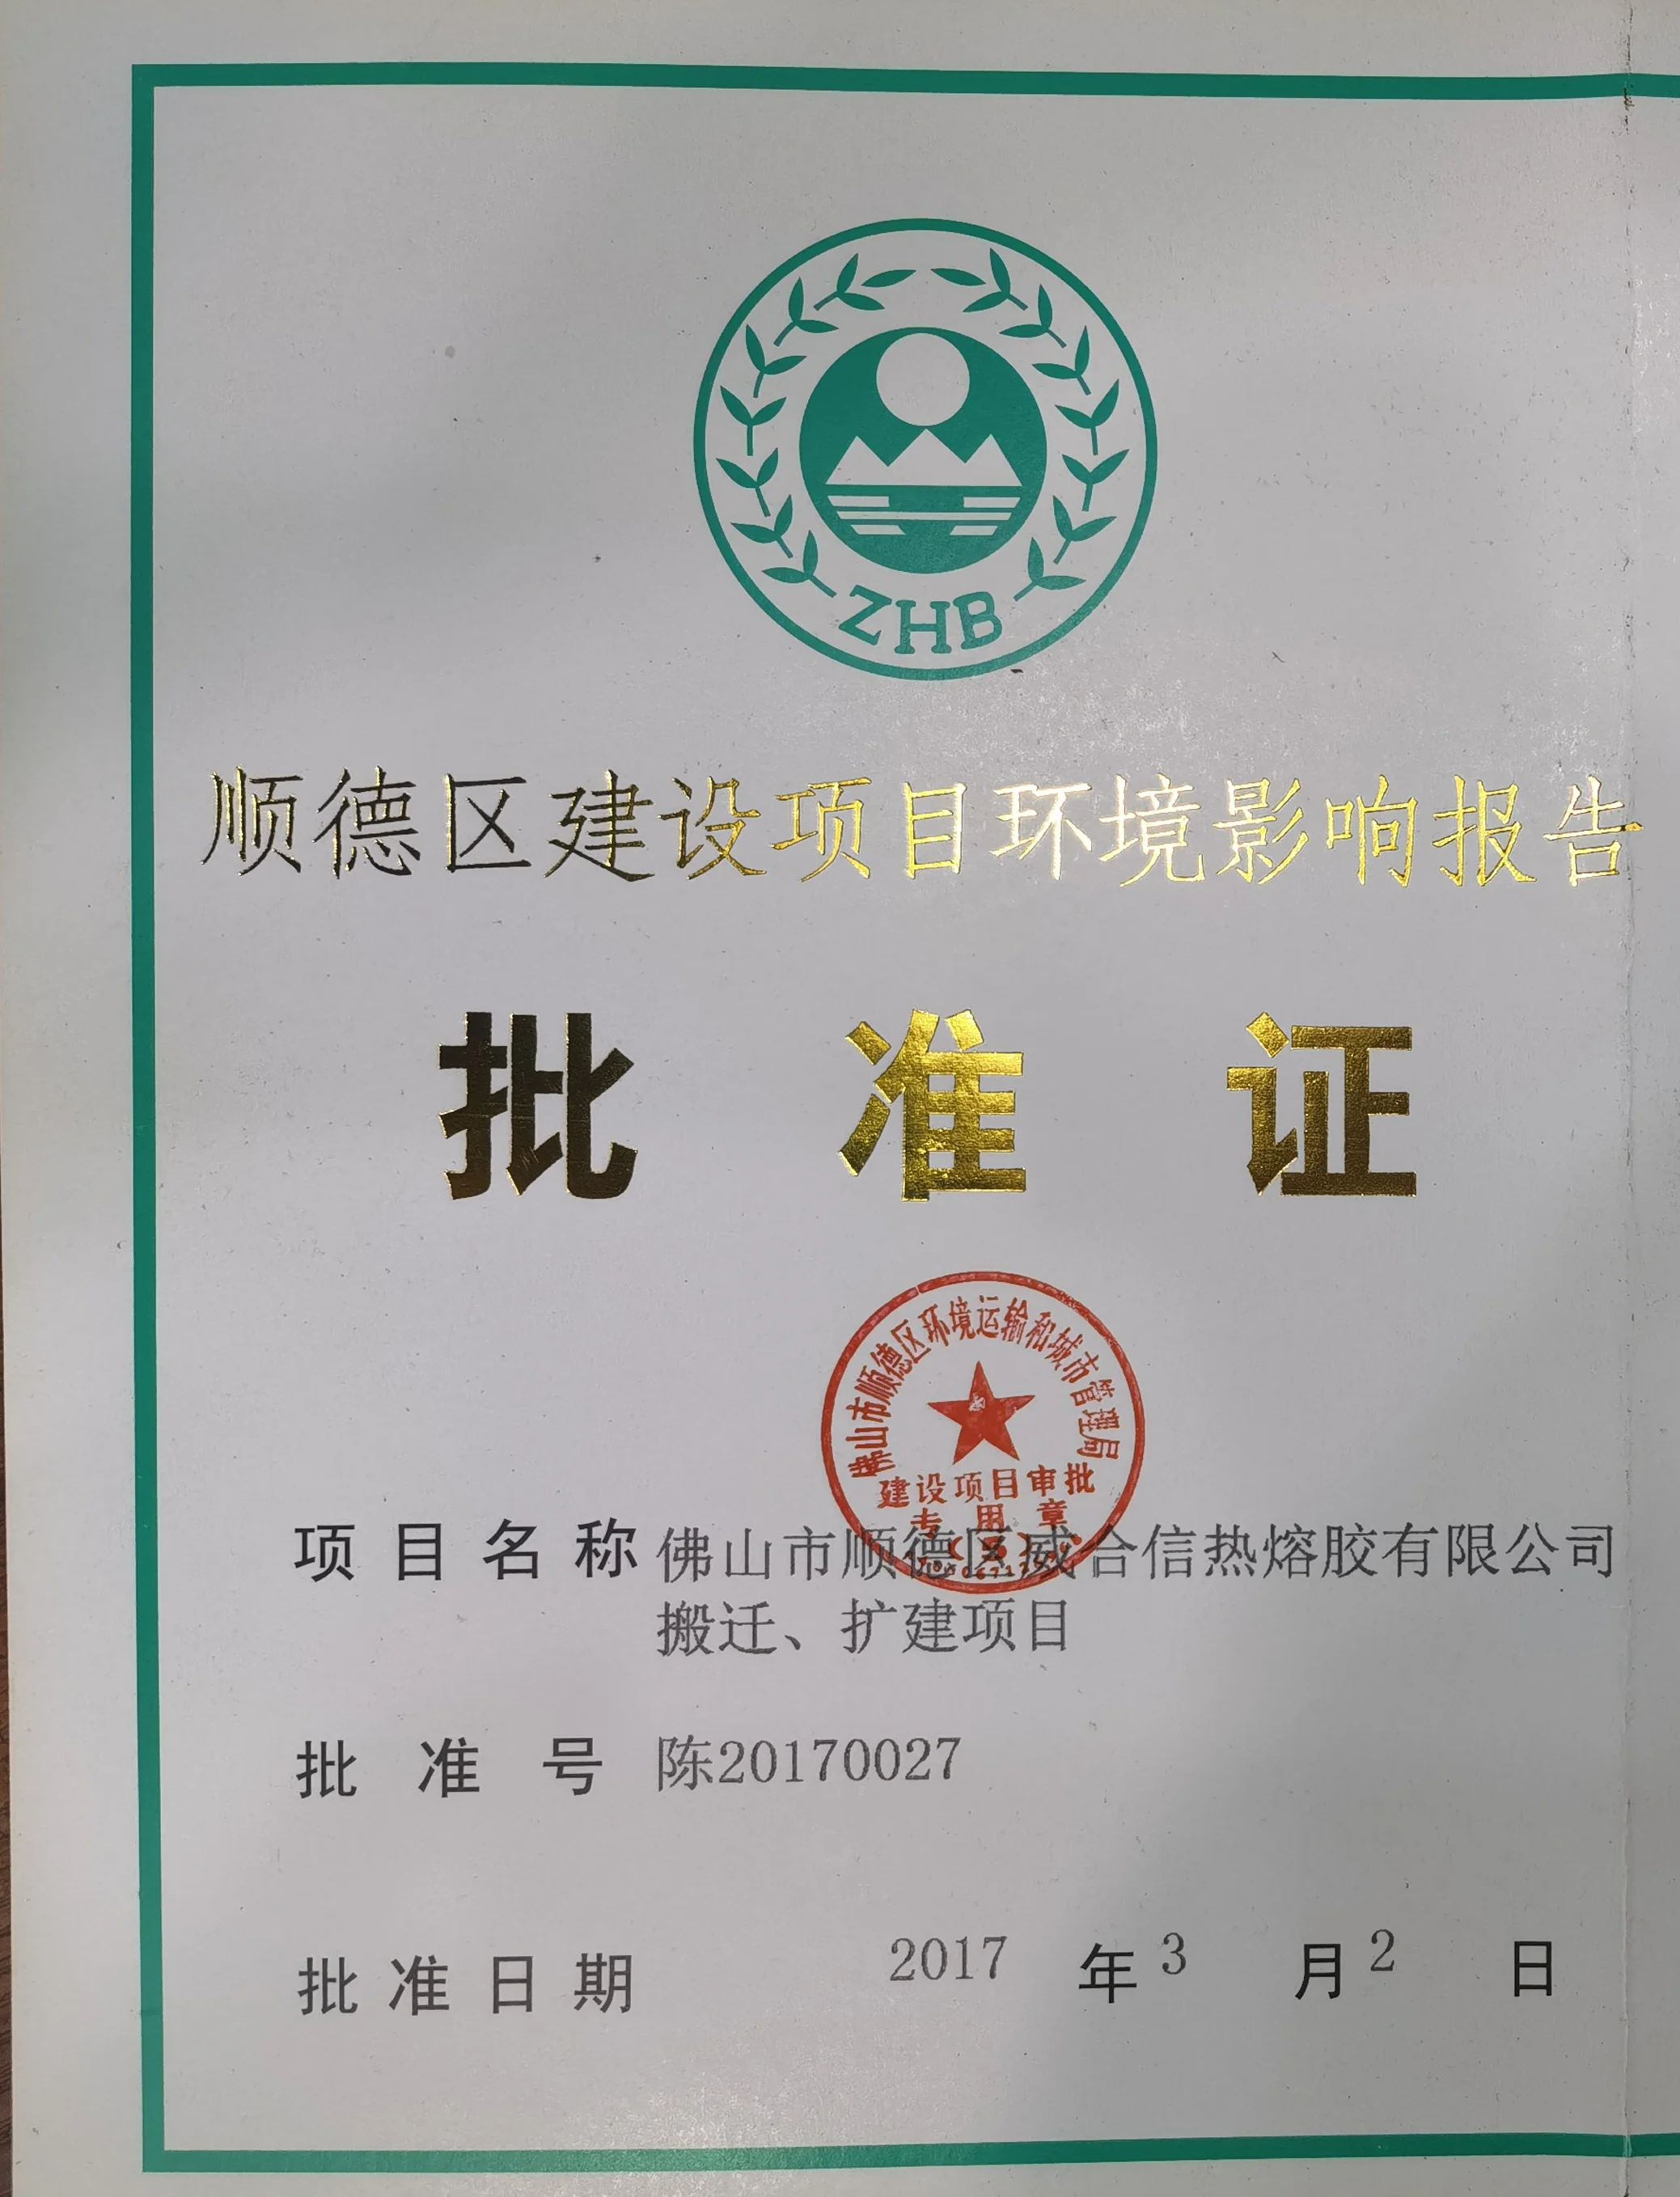 ZHB
顺德区建设项目环境影响报告
批准证
佛山市顺德区环境运输和城市管理局
建设项目审批
专用章
项目名称 佛山市顺德区威合信热熔胶有限公司
搬迁、扩建项目
批准号 陈20170027
批准日期 2017 年 3 月 2 日